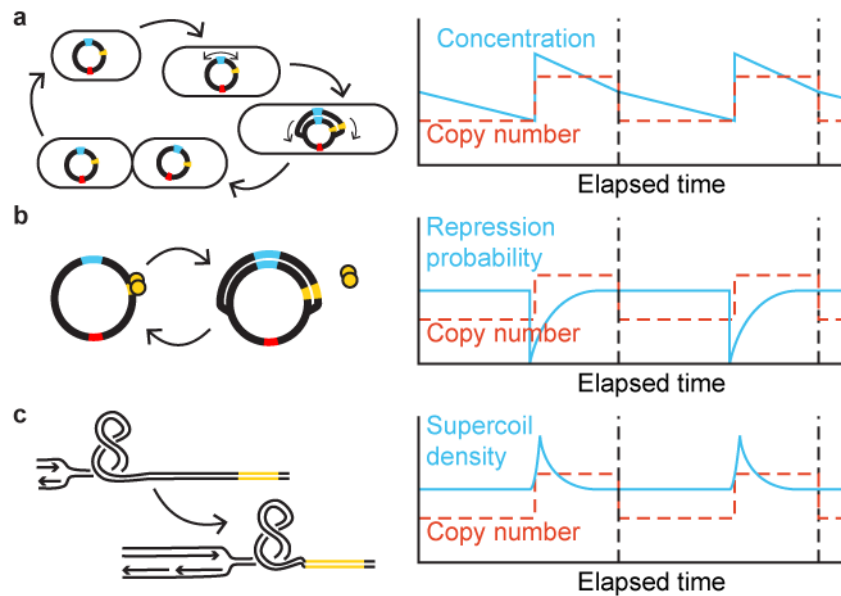 a
Concentration
Copy number
Elapsed time
b
Repression
probability
Copy number
Elapsed time
c
Supercoil
density
Copy number
Elapsed time